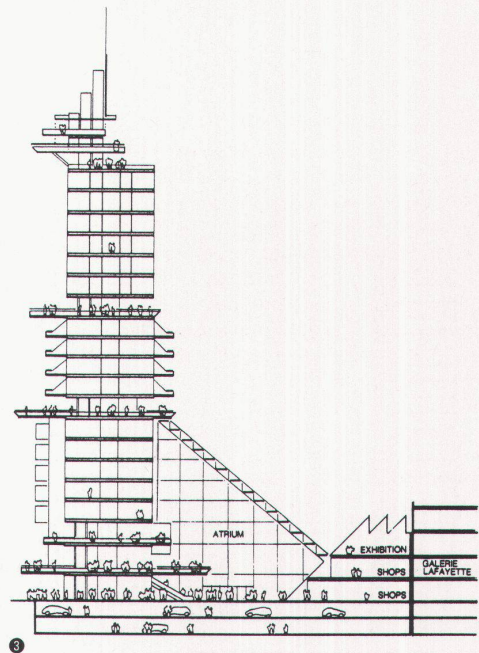 ATRIUM
EXHIBITION
SHOPS
GALERIE
LAFAYETTE
SHOPS
3